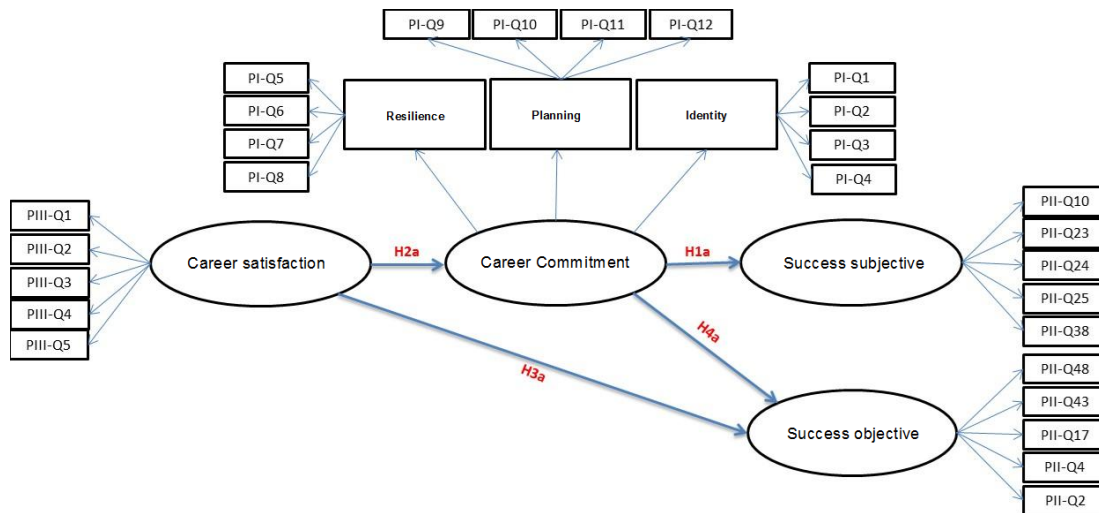 PI-Q9
PI-Q10
PI-Q11
PI-Q12
PI-Q5
PI-Q6
PI-Q7
PI-Q8
Resilience
Planning
Identity
PI-Q1
PI-Q2
PI-Q3
PI-Q4
PIII-Q1
PIII-Q2
PIII-Q3
PIII-Q4
PIII-Q5
Career satisfaction
H2a
Career Commitment
H1a
Success subjective
PII-Q10
PII-Q23
PII-Q24
PII-Q25
PII-Q38
H3a
H4a
Success objective
PII-Q48
PII-Q43
PII-Q17
PII-Q4
PII-Q2